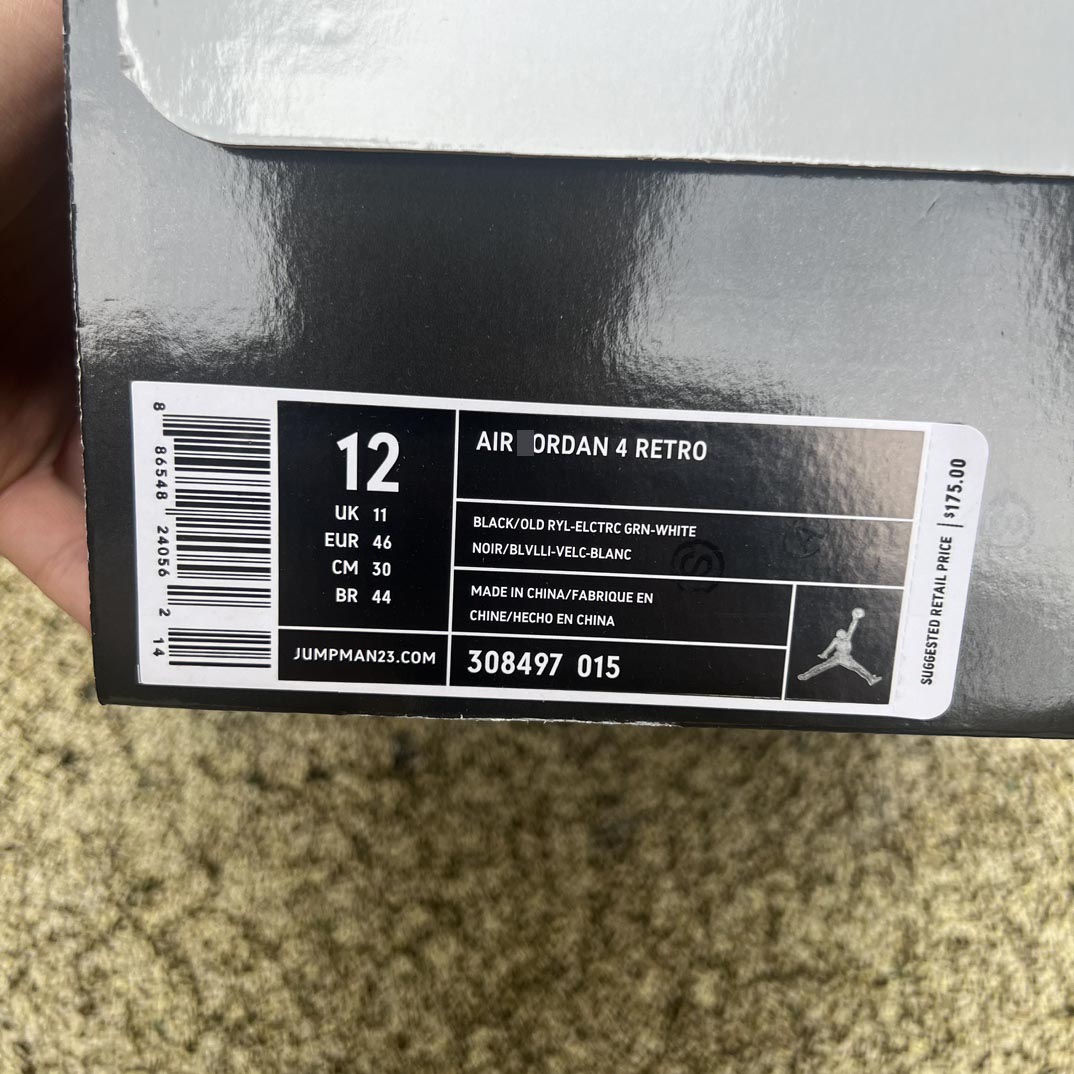 8 86548 24056 2 14
12
UK 11
EUR 46
CM 30
BR 44
JUMPMAN23.COM
AIR ORDAN 4 RETRO
BLACK/OLD RYL-ELCTRC GRN-WHITE
NOIR/BLVLLI-VELC-BLANC
MADE IN CHINA/FABRIQUE EN
CHINE/HECHO EN CHINA
308497 015
SUGGESTED RETAIL PRICE | $175.00